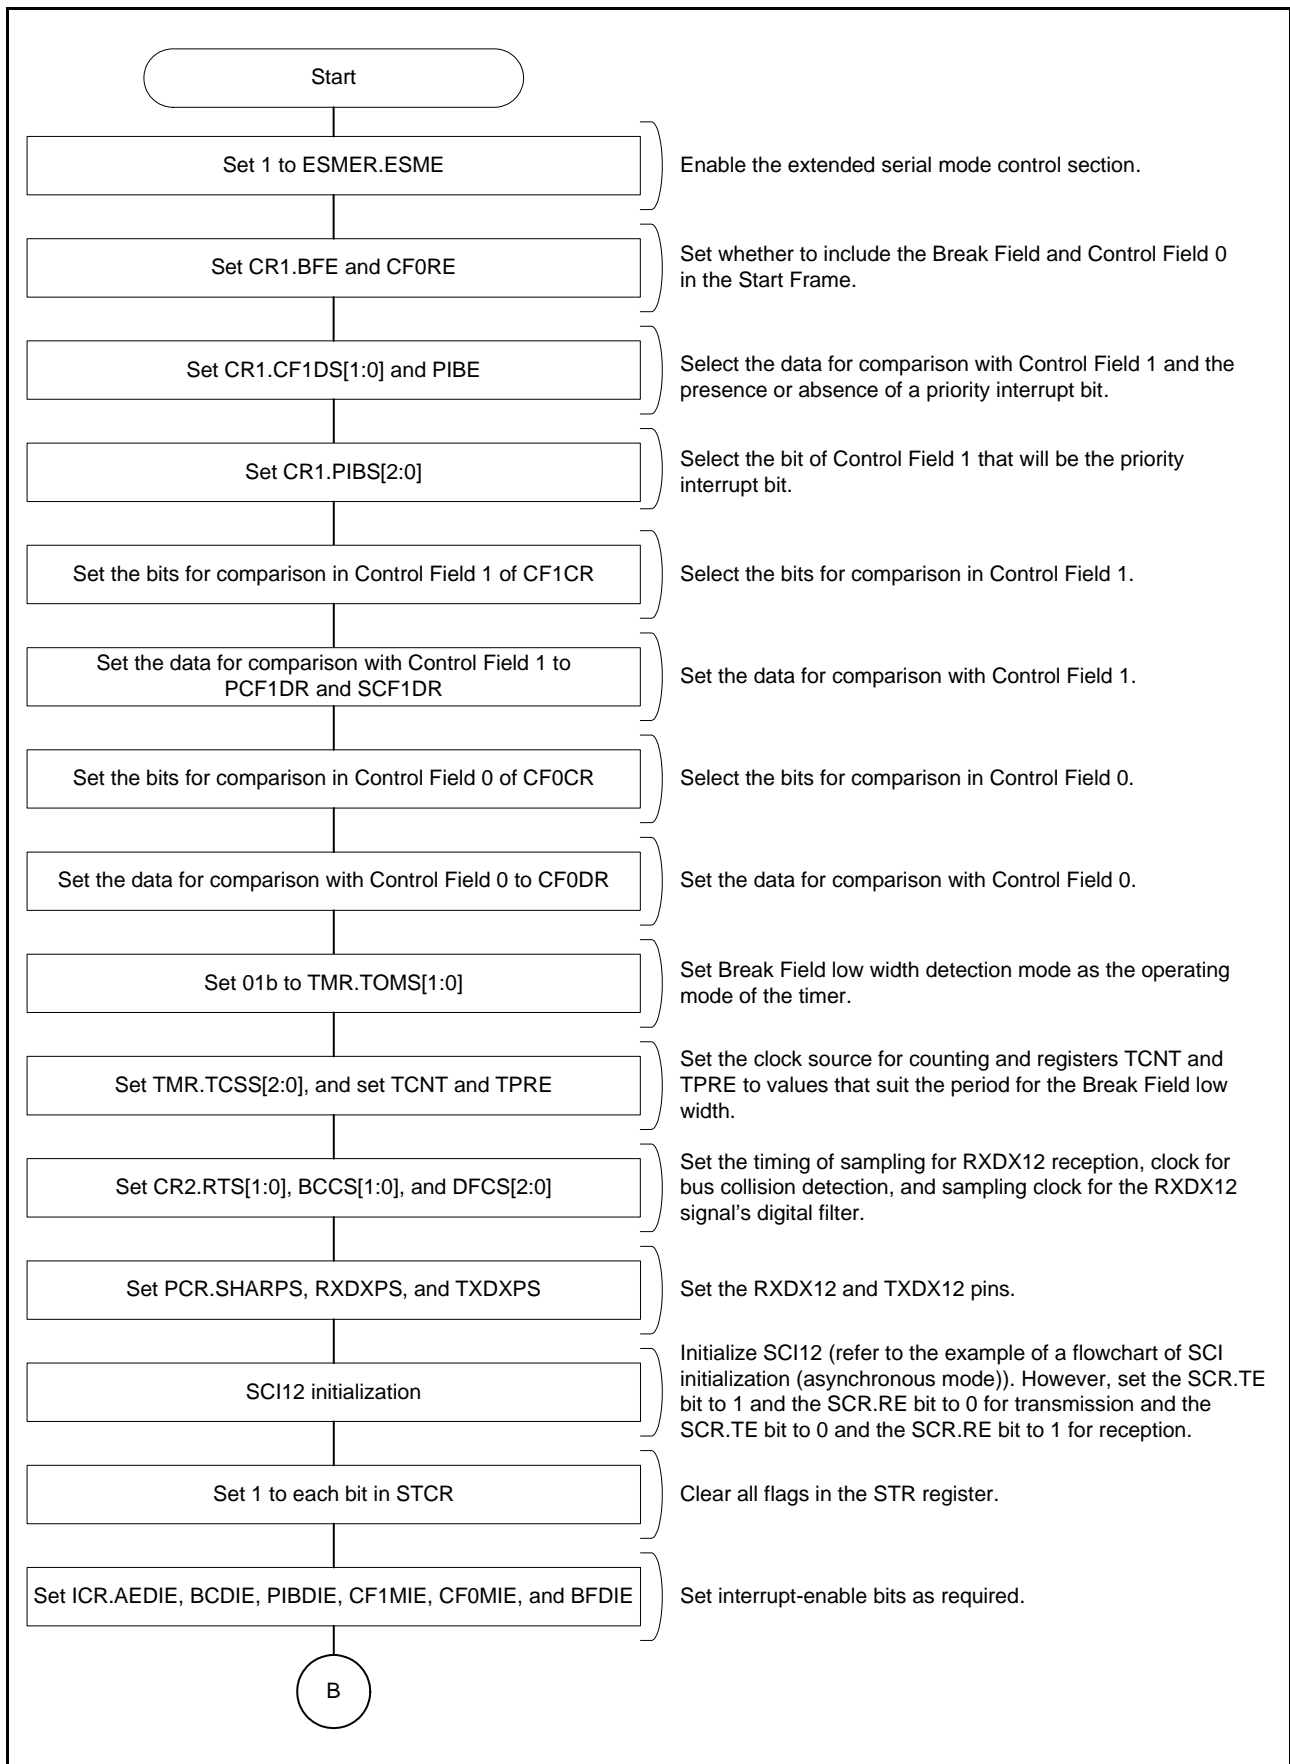 Start
Set 1 to ESMER.ESME
Enable the extended serial mode control section.
Set CR1.BFE and CF0RE
Set whether to include the Break Field and Control Field 0
in the Start Frame.
Set CR1.CF1DS[1:0] and PIBE
Select the data for comparison with Control Field 1 and the
presence or absence of a priority interrupt bit.
Set CR1.PIBS[2:0]
Select the bit of Control Field 1 that will be the priority
interrupt bit.
Set the bits for comparison in Control Field 1 of CF1CR
Select the bits for comparison in Control Field 1.
Set the data for comparison with Control Field 1 to
PCF1DR and SCF1DR
Set the data for comparison with Control Field 1.
Set the bits for comparison in Control Field 0 of CF0CR
Select the bits for comparison in Control Field 0.
Set the data for comparison with Control Field 0 to CF0DR
Set the data for comparison with Control Field 0.
Set 01b to TMR.TOMS[1:0]
Set Break Field low width detection mode as the operating
mode of the timer.
Set TMR.TCSS[2:0], and set TCNT and TPRE
Set the clock source for counting and registers TCNT and
TPRE to values that suit the period for the Break Field low
width.
Set CR2.RTS[1:0], BCCS[1:0], and DFCS[2:0]
Set the timing of sampling for RXDX12 reception, clock for
bus collision detection, and sampling clock for the RXDX12
signal's digital filter.
Set PCR.SHARPS, RXDXPS, and TXDXPS
Set the RXDX12 and TXDX12 pins.
SCI12 initialization
Initialize SCI12 (refer to the example of a flowchart of SCI
initialization (asynchronous mode)). However, set the SCR.TE
bit to 1 and the SCR.RE bit to 0 for transmission and the
SCR.TE bit to 0 and the SCR.RE bit to 1 for reception.
Set 1 to each bit in STCR
Clear all flags in the STR register.
Set ICR.AEDIE, BCDIE, PIBDIE, CF1MIE, CF0MIE, and BFDIE
Set interrupt-enable bits as required.
B